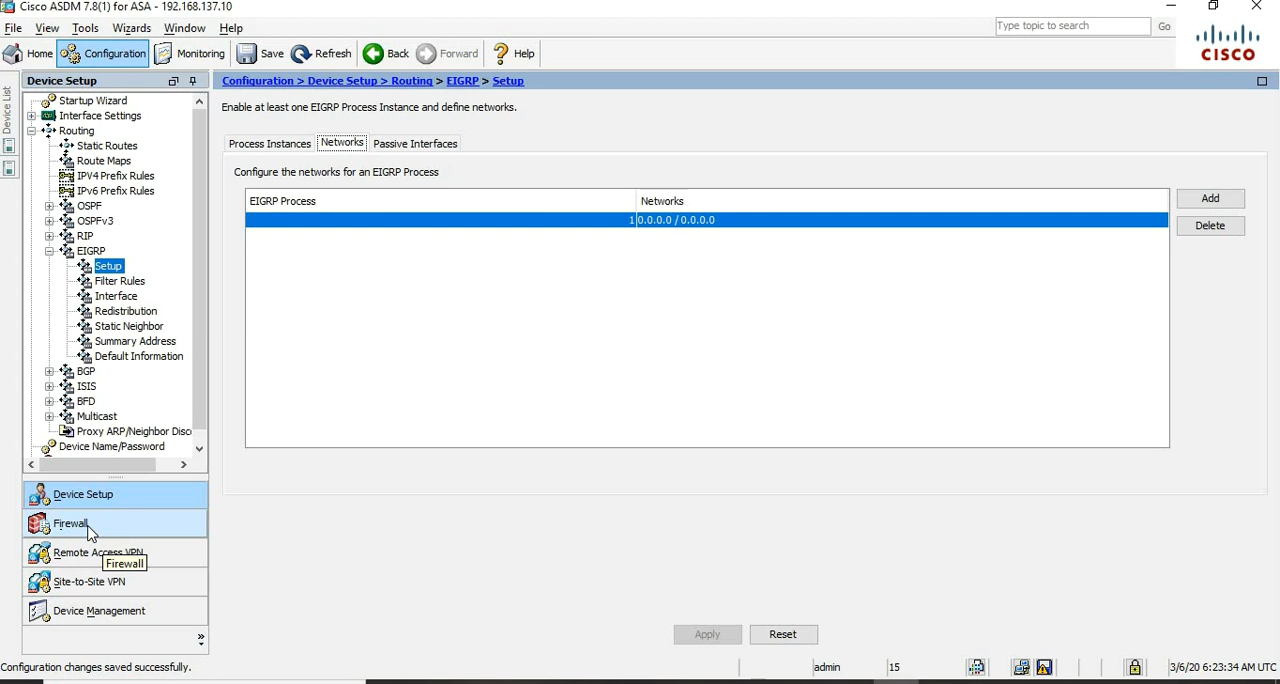 Cisco ASDM 7.8(1) for ASA - 192.168.137.10
File View Tools Wizards Window Help
Type topic to search Go
Home Configuration Monitoring Save Refresh Back Forward Help
CISCO
Device List
Device Setup
Startup Wizard
Interface Settings
Routing
Static Routes
Route Maps
IPV4 Prefix Rules
IPv6 Prefix Rules
OSPF
OSPFv3
RIP
EIGRP
Setup
Filter Rules
Interface
Redistribution
Static Neighbor
Summary Address
Default Information
BGP
ISIS
BFD
Multicast
Proxy ARP/Neighbor Disco
Device Name/Password
Device Setup
Firewall
Remote Access VPN
Firewall
Site-to-Site VPN
Device Management
Configuration > Device Setup > Routing > EIGRP > Setup
Enable at least one EIGRP Process Instance and define networks.
Process Instances Networks Passive Interfaces
Configure the networks for an EIGRP Process
EIGRP Process Networks
1 0.0.0.0 / 0.0.0.0
Add
Delete
Apply Reset
Configuration changes saved successfully. admin 15 3/6/20 6:23:34 AM UTC